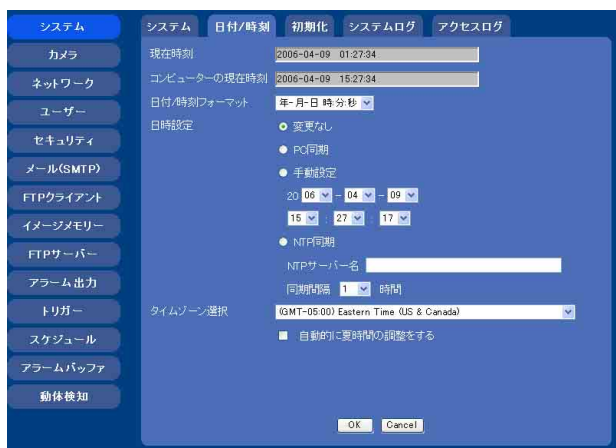 システム
カメラ
ネットワーク
ユーザー
セキュリティ
メール(SMTP)
FTPクライアント
イメージメモリー
FTPサーバー
アラーム出力
トリガー
スケジュール
アラームバッファ
動体検知
システム 日付/時刻 初期化 システムログ アクセスログ
現在時刻 2006-04-09 01:27:34
コンピューターの現在時刻 2006-04-09 15:27:34
日付/時刻フォーマット 年-月-日 時:分:秒
日時設定 変更なし
PC同期
手動設定
20 06 - 04 - 09
15 : 27 : 17
NTP同期
NTPサーバー名
同期間隔 1 時間
タイムゾーン選択 (GMT-05:00) Eastern Time (US & Canada)
自動的に夏時間の調整をする
OK Cancel